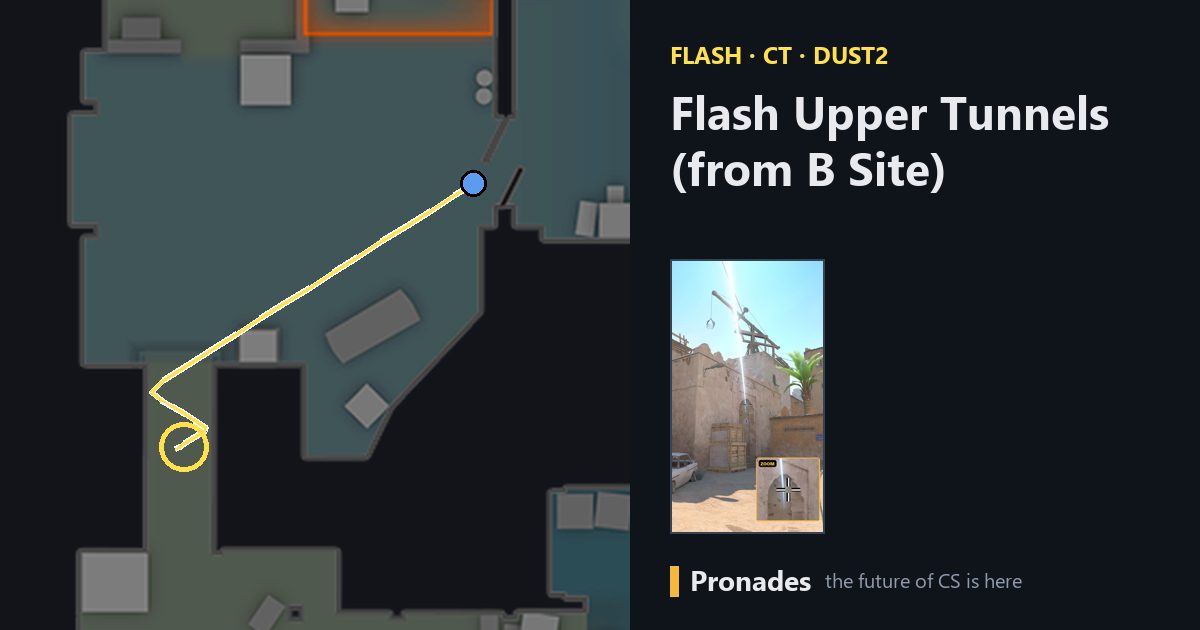 FLASH · CT · DUST2
Flash Upper Tunnels
(from B Site)
ZOOM
Pronades the future of CS is here